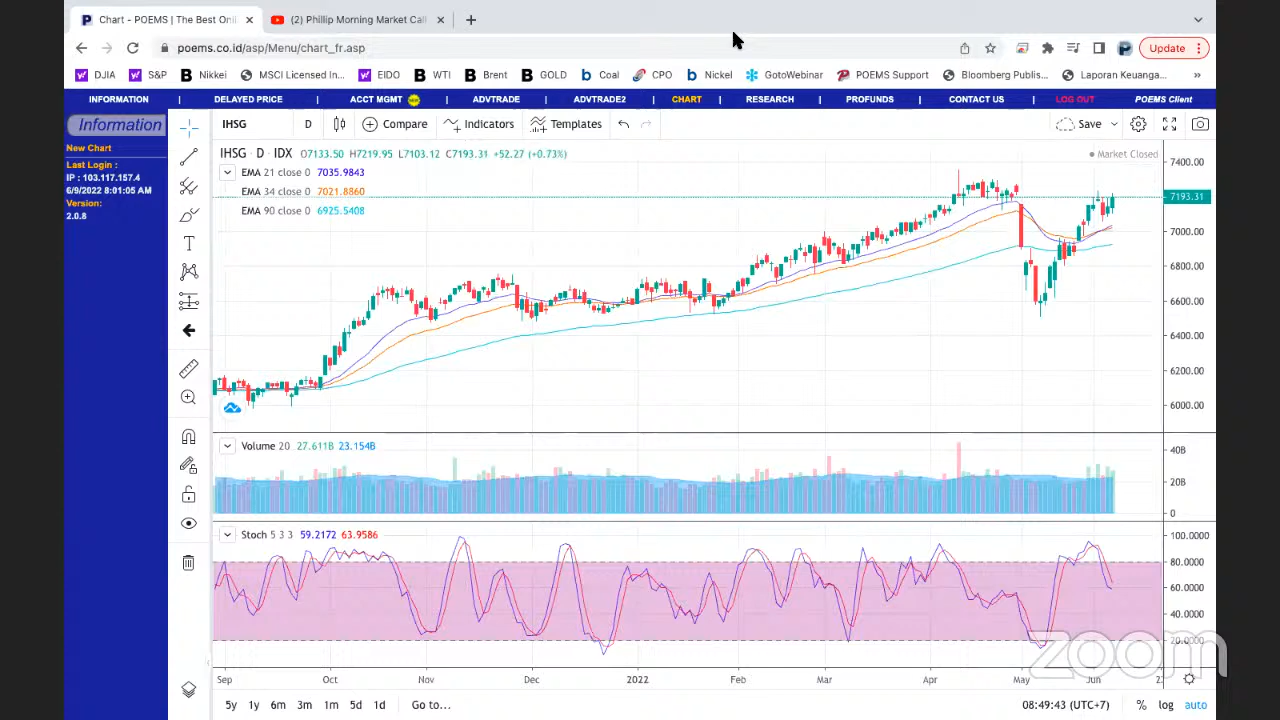 Chart - POEMS | The Best Onli
(2) Phillip Morning Market Call
poems.co.id/asp/Menu/chart_fr.asp
Update
DJIA
S&P
Nikkei
MSCI Licensed In...
EIDO
WTI
Brent
GOLD
Coal
CPO
Nickel
GotoWebinar
POEMS Support
Bloomberg Publis...
Laporan Keuanga...
»
INFORMATION | DELAYED PRICE | ACCT MGMT | ADVTRADE | ADVTRADE2 | CHART | RESEARCH | PROFUNDS | CONTACT US | LOG OUT POEMS Client
Information
New Chart
Last Login :
IP : 103.117.157.4
6/9/2022 8:01:05 AM
Version:
2.0.8
IHSG D Compare Indicators Templates Save
IHSG · D · IDX O7133.50 H7219.95 L7103.12 C7193.31 +52.27 (+0.73%)
Market Closed
EMA 21 close 0 7035.9843
EMA 34 close 0 7021.8860
EMA 90 close 0 6925.5408
7400.00
7193.31
7000.00
6800.00
6600.00
6400.00
6200.00
6000.00
Volume 20 27.611B 23.154B
40B
20B
0
Stoch 5 3 3 59.2172 63.9586
100.0000
80.0000
60.0000
40.0000
20.0000
zoom
Sep Oct Nov Dec 2022 Feb Mar Apr May Jun
5y 1y 6m 3m 1m 5d 1d Go to...
08:49:43 (UTC+7) % log auto